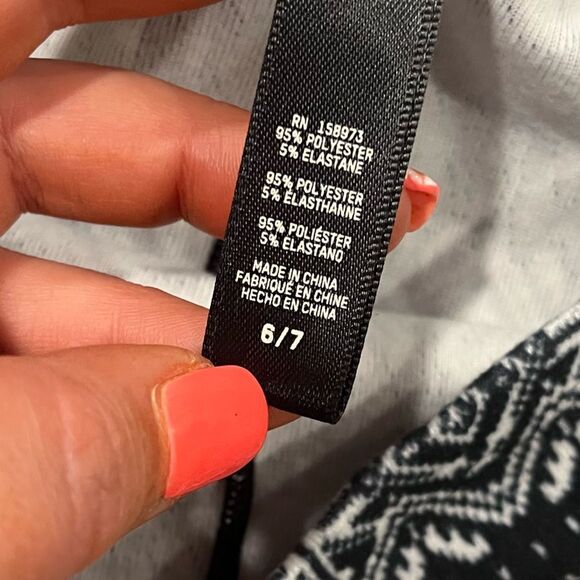 RN 158973
95% POLYESTER
5% ELASTANE
95% POLYESTER
5% ÉLASTHANNE
95% POLIÉSTER
5% ELASTANO
MADE IN CHINA
FABRIQUÉ EN CHINE
HECHO EN CHINA
6/7